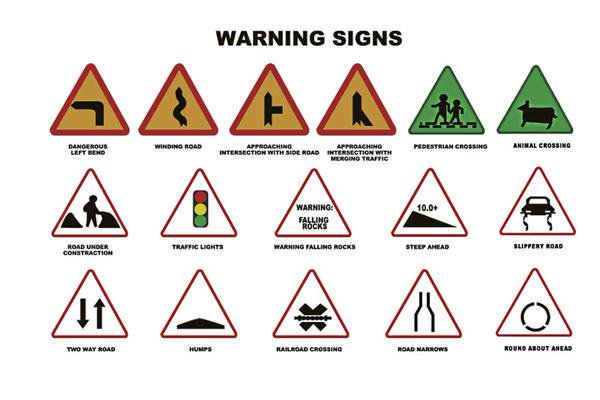 WARNING SIGNS
DANGEROUS
LEFT BEND
WINDING ROAD
APPROACHING
INTERSECTION WITH SIDE ROAD
APPROACHING
INTERSECTION WITH
MERGING TRAFFIC
PEDESTRIAN CROSSING
ANIMAL CROSSING
WARNING:
FALLING
ROCKS
10.0+
ROAD UNDER
CONSTRACTION
TRAFFIC LIGHTS
WARNING FALLING ROCKS
STEEP AHEAD
SLIPPERY ROAD
TWO WAY ROAD
HUMPS
RAILROAD CROSSING
ROAD NARROWS
ROUND ABOUT AHEAD